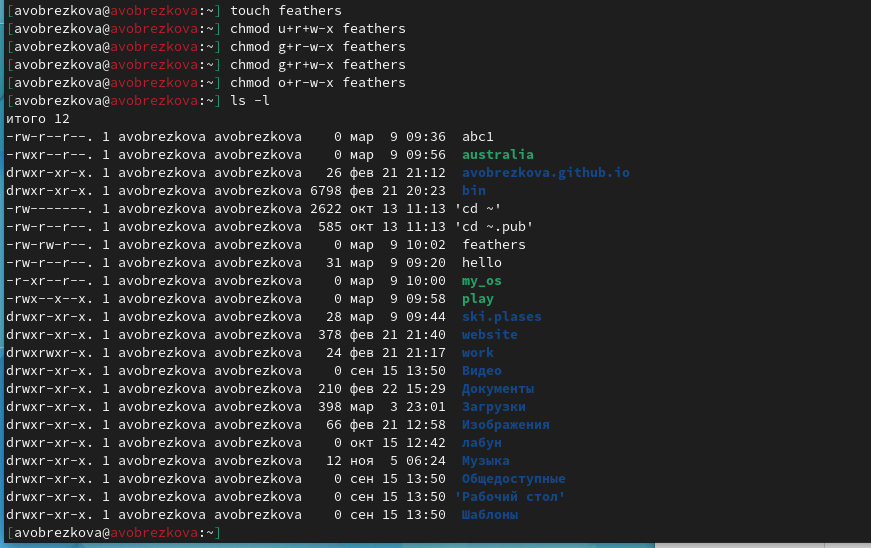 [avobrezkova@avobrezkova:~] touch feathers
[avobrezkova@avobrezkova:~] chmod u+r+w-x feathers
[avobrezkova@avobrezkova:~] chmod g+r-w-x feathers
[avobrezkova@avobrezkova:~] chmod g+r+w-x feathers
[avobrezkova@avobrezkova:~] chmod o+r-w-x feathers
[avobrezkova@avobrezkova:~] ls -l
итого 12
-rw-r--r--. 1 avobrezkova avobrezkova    0 мар  9 09:36  abc1
-rwxr--r--. 1 avobrezkova avobrezkova    0 мар  9 09:56  australia
drwxr-xr-x. 1 avobrezkova avobrezkova   26 фев 21 21:12  avobrezkova.github.io
drwxr-xr-x. 1 avobrezkova avobrezkova 6798 фев 21 20:23  bin
-rw-------. 1 avobrezkova avobrezkova 2622 окт 13 11:13 'cd ~'
-rw-r--r--. 1 avobrezkova avobrezkova  585 окт 13 11:13 'cd ~.pub'
-rw-rw-r--. 1 avobrezkova avobrezkova    0 мар  9 10:02  feathers
-rw-r--r--. 1 avobrezkova avobrezkova   31 мар  9 09:20  hello
-r-xr--r--. 1 avobrezkova avobrezkova    0 мар  9 10:00  my_os
-rwx--x--x. 1 avobrezkova avobrezkova    0 мар  9 09:58  play
drwxr-xr-x. 1 avobrezkova avobrezkova   28 мар  9 09:44  ski.plases
drwxr-xr-x. 1 avobrezkova avobrezkova  378 фев 21 21:40  website
drwxrwxr-x. 1 avobrezkova avobrezkova   24 фев 21 21:17  work
drwxr-xr-x. 1 avobrezkova avobrezkova    0 сен 15 13:50  Видео
drwxr-xr-x. 1 avobrezkova avobrezkova  210 фев 22 15:29  Документы
drwxr-xr-x. 1 avobrezkova avobrezkova  398 мар  3 23:01  Загрузки
drwxr-xr-x. 1 avobrezkova avobrezkova   66 фев 21 12:58  Изображения
drwxr-xr-x. 1 avobrezkova avobrezkova    0 окт 15 12:42  лабун
drwxr-xr-x. 1 avobrezkova avobrezkova   12 ноя  5 06:24  Музыка
drwxr-xr-x. 1 avobrezkova avobrezkova    0 сен 15 13:50  Общедоступные
drwxr-xr-x. 1 avobrezkova avobrezkova    0 сен 15 13:50 'Рабочий стол'
drwxr-xr-x. 1 avobrezkova avobrezkova    0 сен 15 13:50  Шаблоны
[avobrezkova@avobrezkova:~]